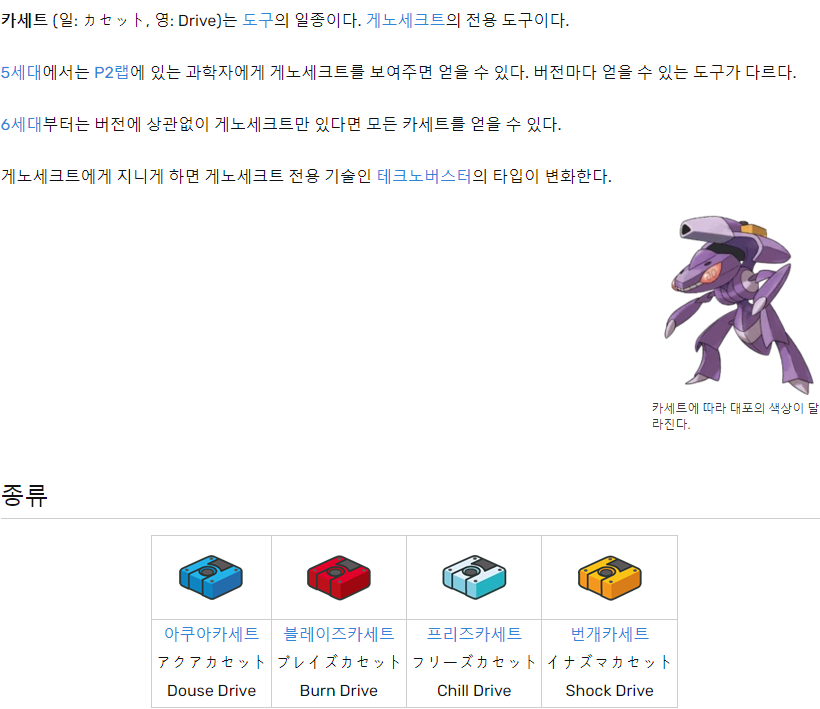 카세트 (일: カセット, 영: Drive)는 도구의 일종이다. 게노세크트의 전용 도구이다.
5세대에서는 P2랩에 있는 과학자에게 게노세크트를 보여주면 얻을 수 있다. 버전마다 얻을 수 있는 도구가 다르다.
6세대부터는 버전에 상관없이 게노세크트만 있다면 모든 카세트를 얻을 수 있다.
게노세크트에게 지니게 하면 게노세크트 전용 기술인 테크노버스터의 타입이 변화한다.
카세트에 따라 대포의 색상이 달
라진다.
종류
아쿠아카세트 블레이즈카세트 프리즈카세트 번개카세트
アクアカセット ブレイズカセット フリーズカセット イナズマカセット
Douse Drive Burn Drive Chill Drive Shock Drive